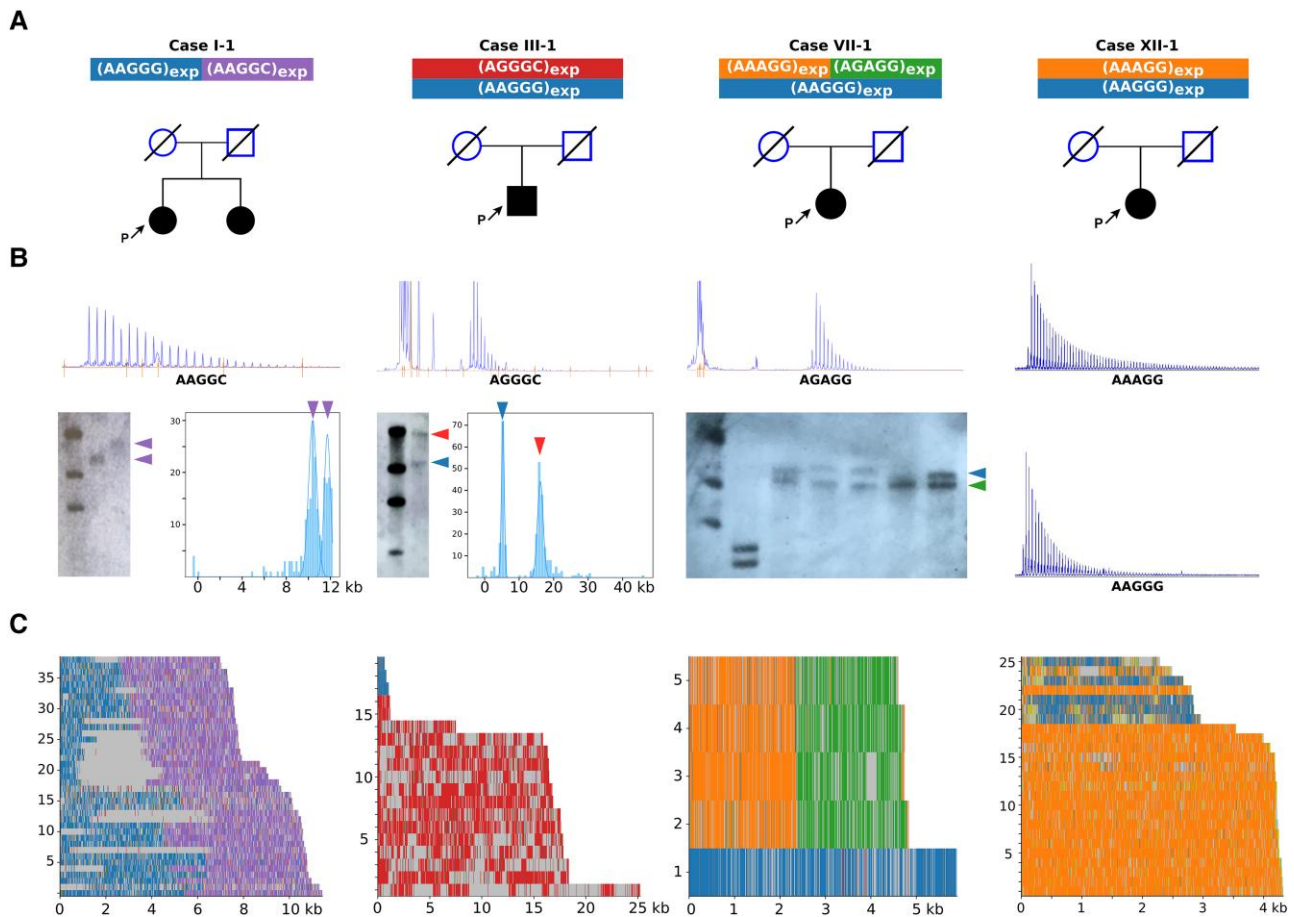 A
Case I-1
(AAGGG)exp (AAGGC)exp
P
Case III-1
(AGGGC)exp
(AAGGG)exp
P
Case VII-1
(AAAGG)exp (AGAGG)exp
(AAGGG)exp
P
Case XII-1
(AAAGG)exp
(AAGGG)exp
P
B
AAGGC
AGGGC
AGAGG
AAAGG
30
20
10
0 4 8 12 kb
70
60
50
40
30
20
10
0
0 10 20 30 40 kb
AAGGG
C
35
30
25
20
15
10
5
0 2 4 6 8 10 kb
15
10
5
0 5 10 15 20 25 kb
5
4
3
2
1
0 1 2 3 4 5 kb
25
20
15
10
5
0 1 2 3 4 kb